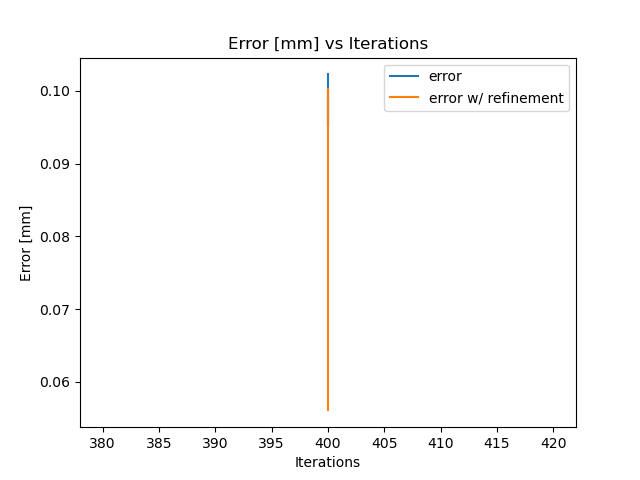 Error [mm] vs Iterations
error
error w/ refinement
0.10
0.09
0.08
0.07
0.06
Error [mm]
380 385 390 395 400 405 410 415 420
Iterations